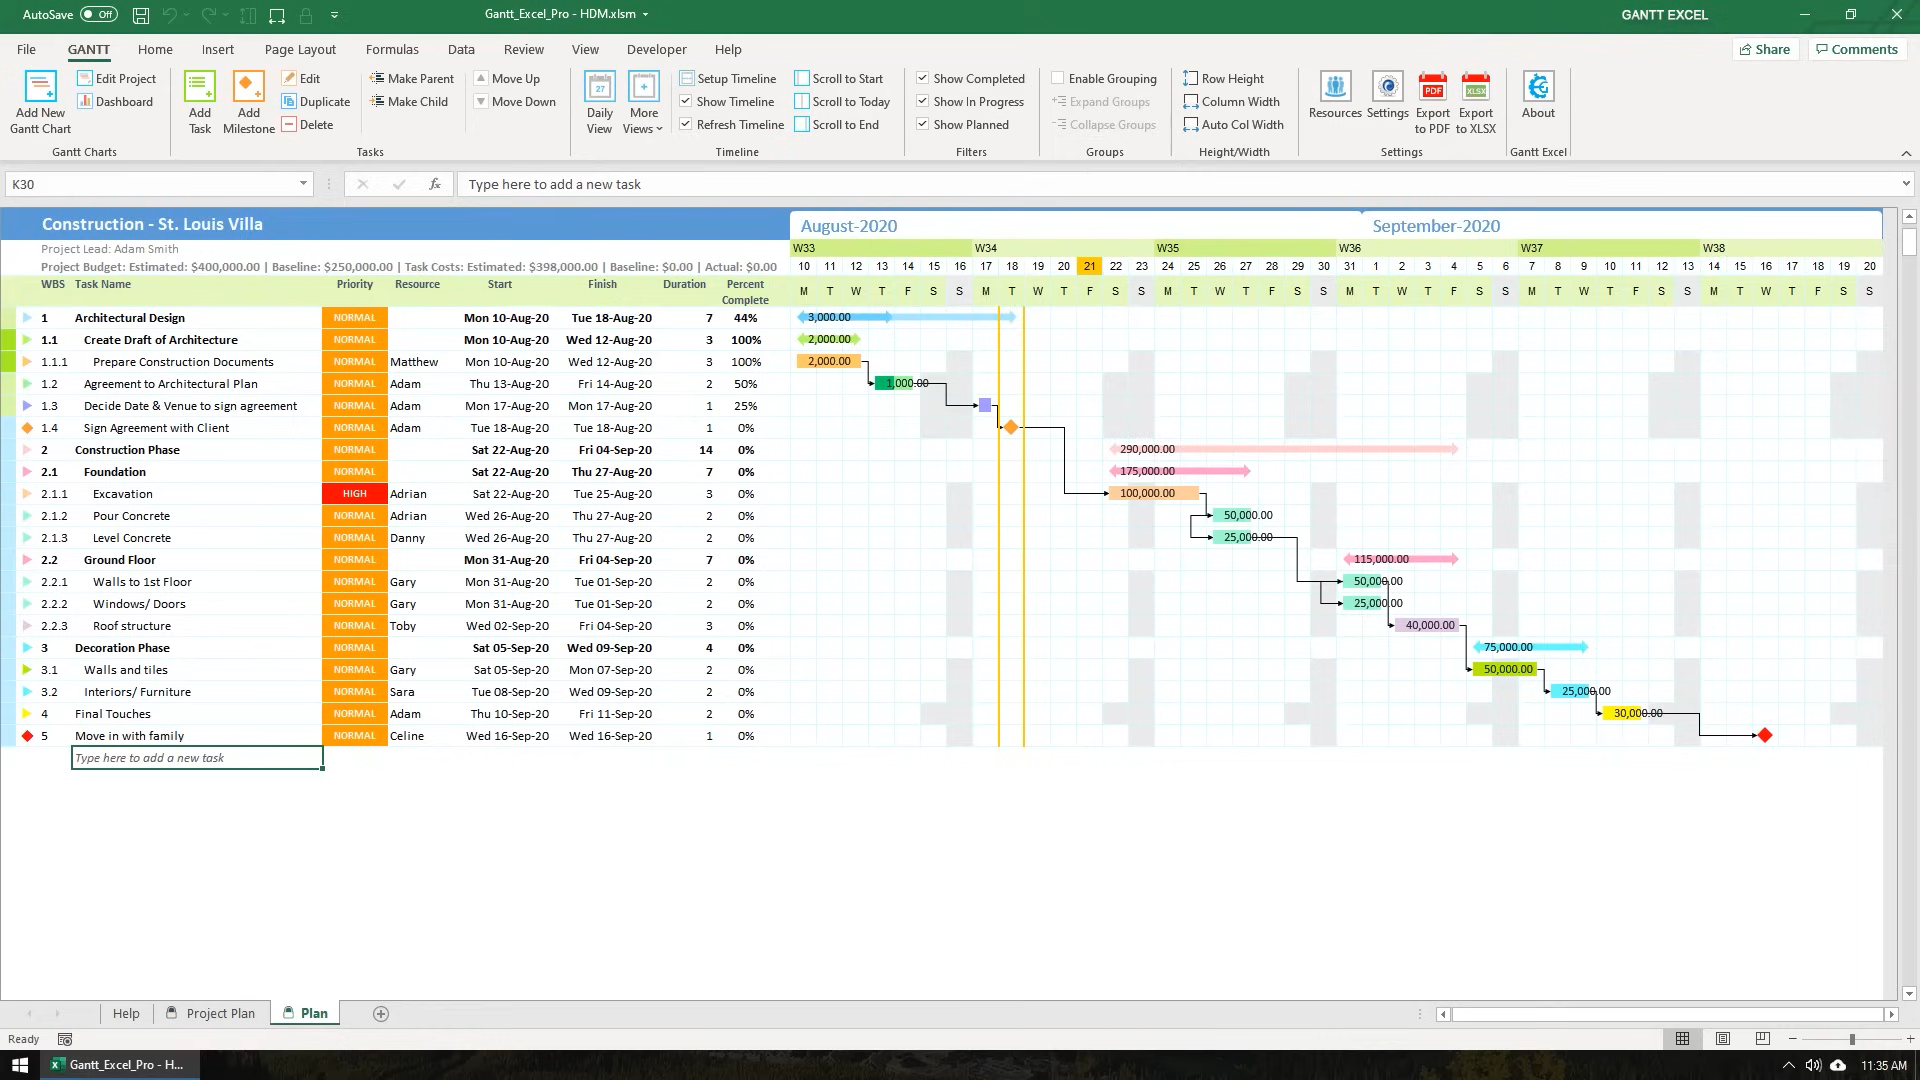 AutoSave Off Gantt_Excel_Pro - HDM.xlsm GANTT EXCEL
File GANTT Home Insert Page Layout Formulas Data Review View Developer Help Share Comments
Add New Gantt Chart Edit Project Dashboard
Gantt Charts
Add Task Add Milestone Edit Duplicate Delete Make Parent Make Child Move Up Move Down
Tasks
Daily View More Views Setup Timeline Show Timeline Refresh Timeline Scroll to Start Scroll to Today Scroll to End
Timeline
Show Completed Show In Progress Show Planned
Filters
Enable Grouping Expand Groups Collapse Groups
Groups
Row Height Column Width Auto Col Width
Height/Width
Resources Settings Export to PDF Export to XLSX
Settings
About
Gantt Excel
K30 fx Type here to add a new task
Construction - St. Louis Villa August-2020 September-2020
Project Lead: Adam Smith W33 W34 W35 W36 W37 W38
Project Budget: Estimated: $400,000.00 | Baseline: $250,000.00 | Task Costs: Estimated: $398,000.00 | Baseline: $0.00 | Actual: $0.00 10 11 12 13 14 15 16 17 18 19 20 21 22 23 24 25 26 27 28 29 30 31 1 2 3 4 5 6 7 8 9 10 11 12 13 14 15 16 17 18 19 20
WBS Task Name Priority Resource Start Finish Duration Percent Complete M T W T F S S M T W T F S S M T W T F S S M T W T F S S M T W T F S S M T W T F S S
1 Architectural Design NORMAL Mon 10-Aug-20 Tue 18-Aug-20 7 44% 3,000.00
1.1 Create Draft of Architecture NORMAL Mon 10-Aug-20 Wed 12-Aug-20 3 100% 2,000.00
1.1.1 Prepare Construction Documents NORMAL Matthew Mon 10-Aug-20 Wed 12-Aug-20 3 100% 2,000.00
1.2 Agreement to Architectural Plan NORMAL Adam Thu 13-Aug-20 Fri 14-Aug-20 2 50% 1,000.00
1.3 Decide Date & Venue to sign agreement NORMAL Adam Mon 17-Aug-20 Mon 17-Aug-20 1 25%
1.4 Sign Agreement with Client NORMAL Adam Tue 18-Aug-20 Tue 18-Aug-20 1 0%
2 Construction Phase NORMAL Sat 22-Aug-20 Fri 04-Sep-20 14 0% 290,000.00
2.1 Foundation NORMAL Sat 22-Aug-20 Thu 27-Aug-20 7 0% 175,000.00
2.1.1 Excavation HIGH Adrian Sat 22-Aug-20 Tue 25-Aug-20 3 0% 100,000.00
2.1.2 Pour Concrete NORMAL Adrian Wed 26-Aug-20 Thu 27-Aug-20 2 0% 50,000.00
2.1.3 Level Concrete NORMAL Danny Wed 26-Aug-20 Thu 27-Aug-20 2 0% 25,000.00
2.2 Ground Floor NORMAL Mon 31-Aug-20 Fri 04-Sep-20 7 0% 115,000.00
2.2.1 Walls to 1st Floor NORMAL Gary Mon 31-Aug-20 Tue 01-Sep-20 2 0% 50,000.00
2.2.2 Windows/ Doors NORMAL Gary Mon 31-Aug-20 Tue 01-Sep-20 2 0% 25,000.00
2.2.3 Roof structure NORMAL Toby Wed 02-Sep-20 Fri 04-Sep-20 3 0% 40,000.00
3 Decoration Phase NORMAL Sat 05-Sep-20 Wed 09-Sep-20 4 0% 75,000.00
3.1 Walls and tiles NORMAL Gary Sat 05-Sep-20 Mon 07-Sep-20 2 0% 50,000.00
3.2 Interiors/ Furniture NORMAL Sara Tue 08-Sep-20 Wed 09-Sep-20 2 0% 25,000.00
4 Final Touches NORMAL Adam Thu 10-Sep-20 Fri 11-Sep-20 2 0% 30,000.00
5 Move in with family NORMAL Celine Wed 16-Sep-20 Wed 16-Sep-20 1 0%
Type here to add a new task
Help Project Plan Plan
Ready
Gantt_Excel_Pro - H... 11:35 AM